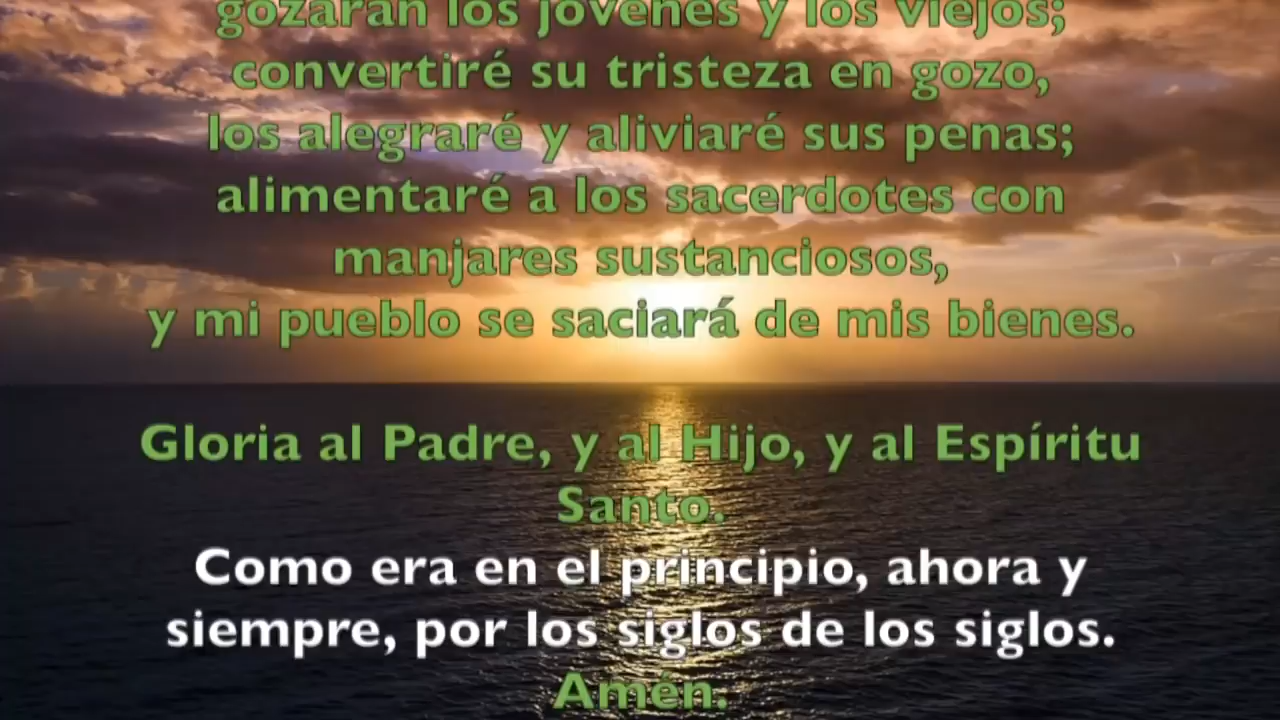 gozarán los jóvenes y los viejos;
convertiré su tristeza en gozo,
los alegraré y aliviaré sus penas;
alimentaré a los sacerdotes con
manjares sustanciosos,
y mi pueblo se saciará de mis bienes.
Gloria al Padre, y al Hijo, y al Espíritu
Santo.
Como era en el principio, ahora y
siempre, por los siglos de los siglos.
Amén.